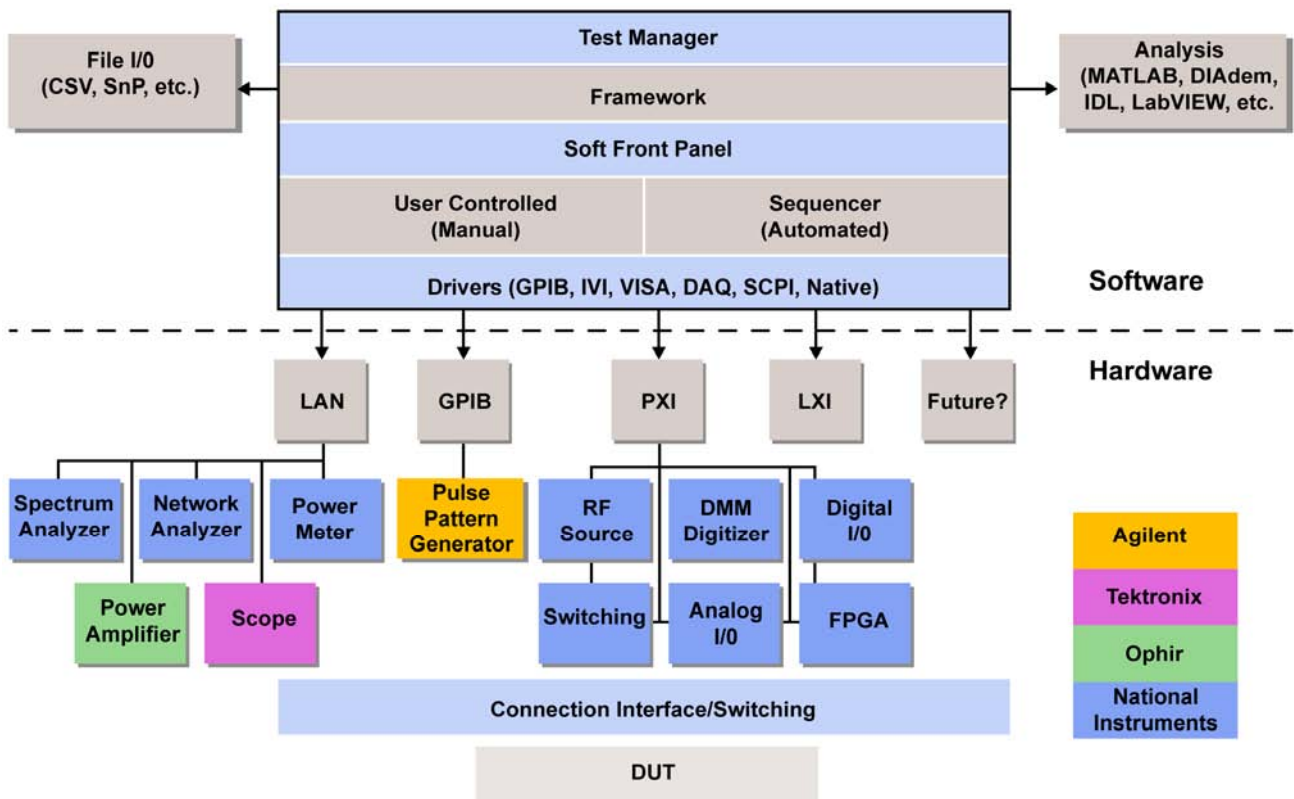 Test Manager
File I/0
(CSV, SnP, etc.)
Analysis
(MATLAB, DIAdem,
IDL, LabVIEW, etc.
Framework
Soft Front Panel
User Controlled
(Manual)
Sequencer
(Automated)
Drivers (GPIB, IVI, VISA, DAQ, SCPI, Native)
Software
Hardware
LAN
GPIB
PXI
LXI
Future?
Spectrum
Analyzer
Network
Analyzer
Power
Meter
Pulse
Pattern
Generator
RF
Source
DMM
Digitizer
Digital
I/0
Power
Amplifier
Scope
Switching
Analog
I/0
FPGA
Agilent
Tektronix
Ophir
National
Instruments
Connection Interface/Switching
DUT